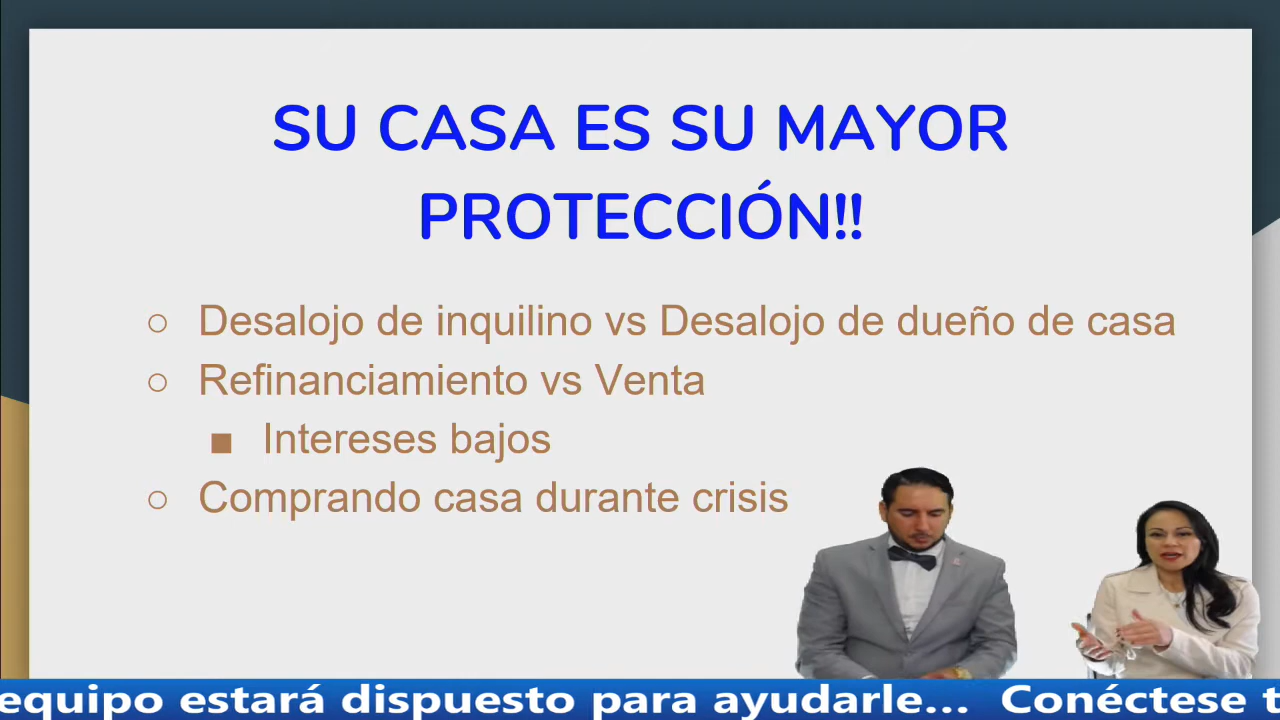 SU CASA ES SU MAYOR
PROTECCIÓN!!
Desalojo de inquilino vs Desalojo de dueño de casa
Refinanciamiento vs Venta
Intereses bajos
Comprando casa durante crisis
equipo estará dispuesto para ayudarle... Conéctese t